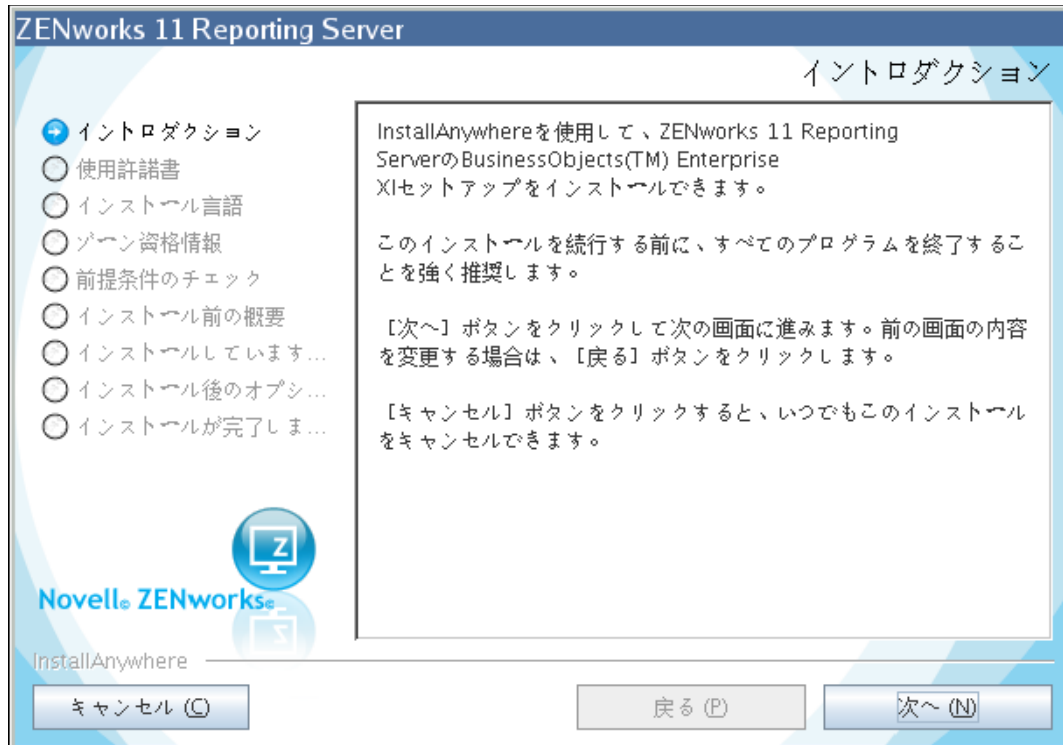 ZENworks 11 Reporting Server
イントロダクション
イントロダクション
使用許諾書
インストール言語
ゾーン資格情報
前提条件のチェック
インストール前の概要
インストールしています...
インストール後のオプシ...
インストールが完了しま...
InstallAnywhereを使用して、ZENworks 11 Reporting
ServerのBusinessObjects(TM) Enterprise
XIセットアップをインストールできます。
このインストールを続行する前に、すべてのプログラムを終了するこ
とを強く推奨します。
［次へ］ボタンをクリックして次の画面に進みます。前の画面の内容
を変更する場合は、［戻る］ボタンをクリックします。
［キャンセル］ボタンをクリックすると、いつでもこのインストール
をキャンセルできます。
Z
Novell® ZENworks®
InstallAnywhere
キャンセル (C)
戻る (P)
次へ (N)